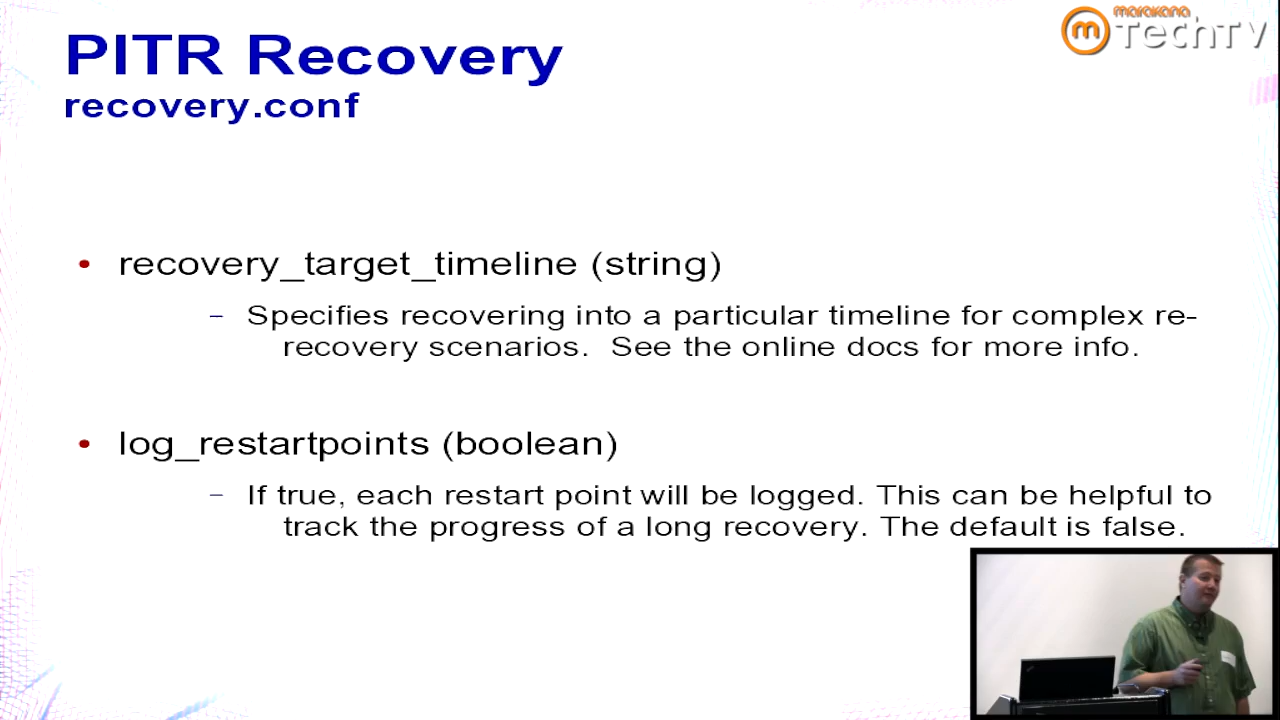 marakana
TechTV
PITR Recovery
recovery.conf
• recovery_target_timeline (string)
– Specifies recovering into a particular timeline for complex re-
recovery scenarios. See the online docs for more info.
• log_restartpoints (boolean)
– If true, each restart point will be logged. This can be helpful to
track the progress of a long recovery. The default is false.